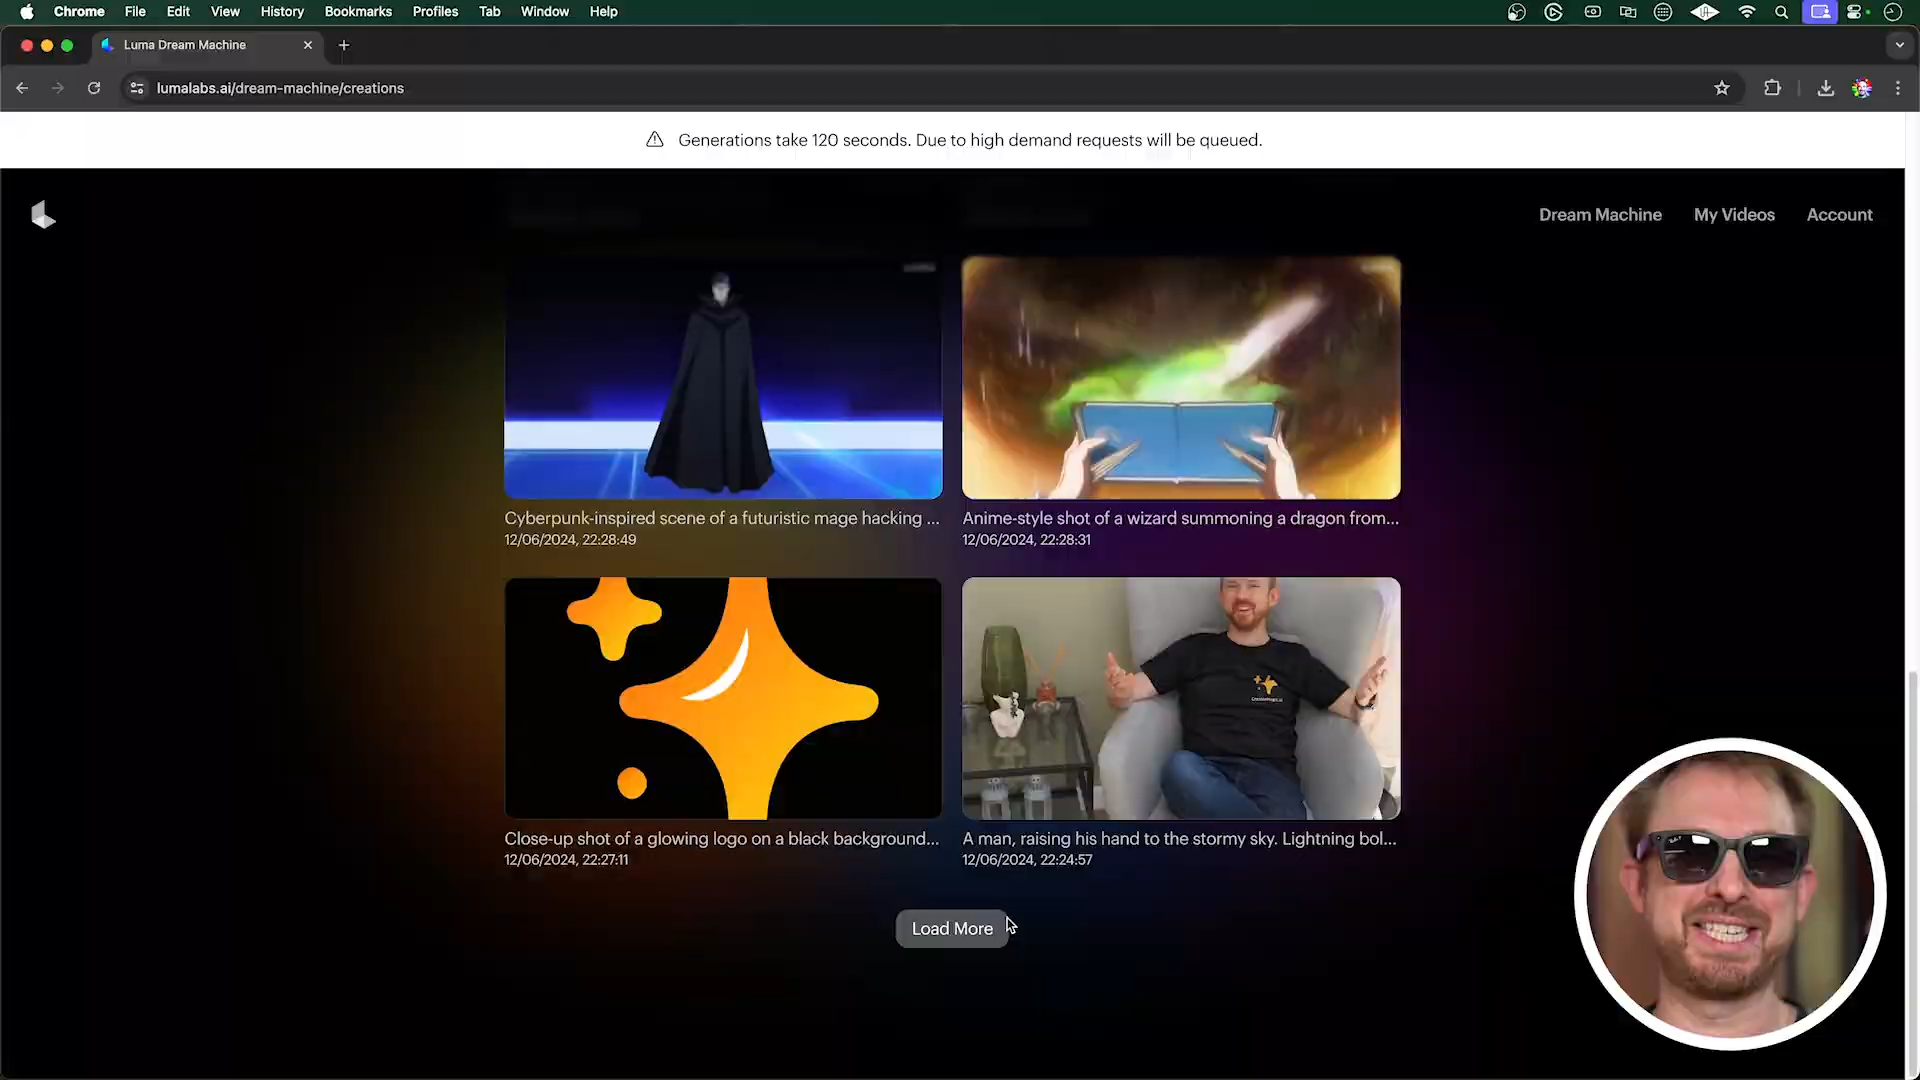 Chrome File Edit View History Bookmarks Profiles Tab Window Help
Luma Dream Machine
lumalabs.ai/dream-machine/creations
Generations take 120 seconds. Due to high demand requests will be queued.
Dream Machine My Videos Account
Cyberpunk-inspired scene of a futuristic mage hacking ...
12/06/2024, 22:28:49
Anime-style shot of a wizard summoning a dragon from...
12/06/2024, 22:28:31
Close-up shot of a glowing logo on a black background...
12/06/2024, 22:27:11
A man, raising his hand to the stormy sky. Lightning bol...
12/06/2024, 22:24:57
Load More